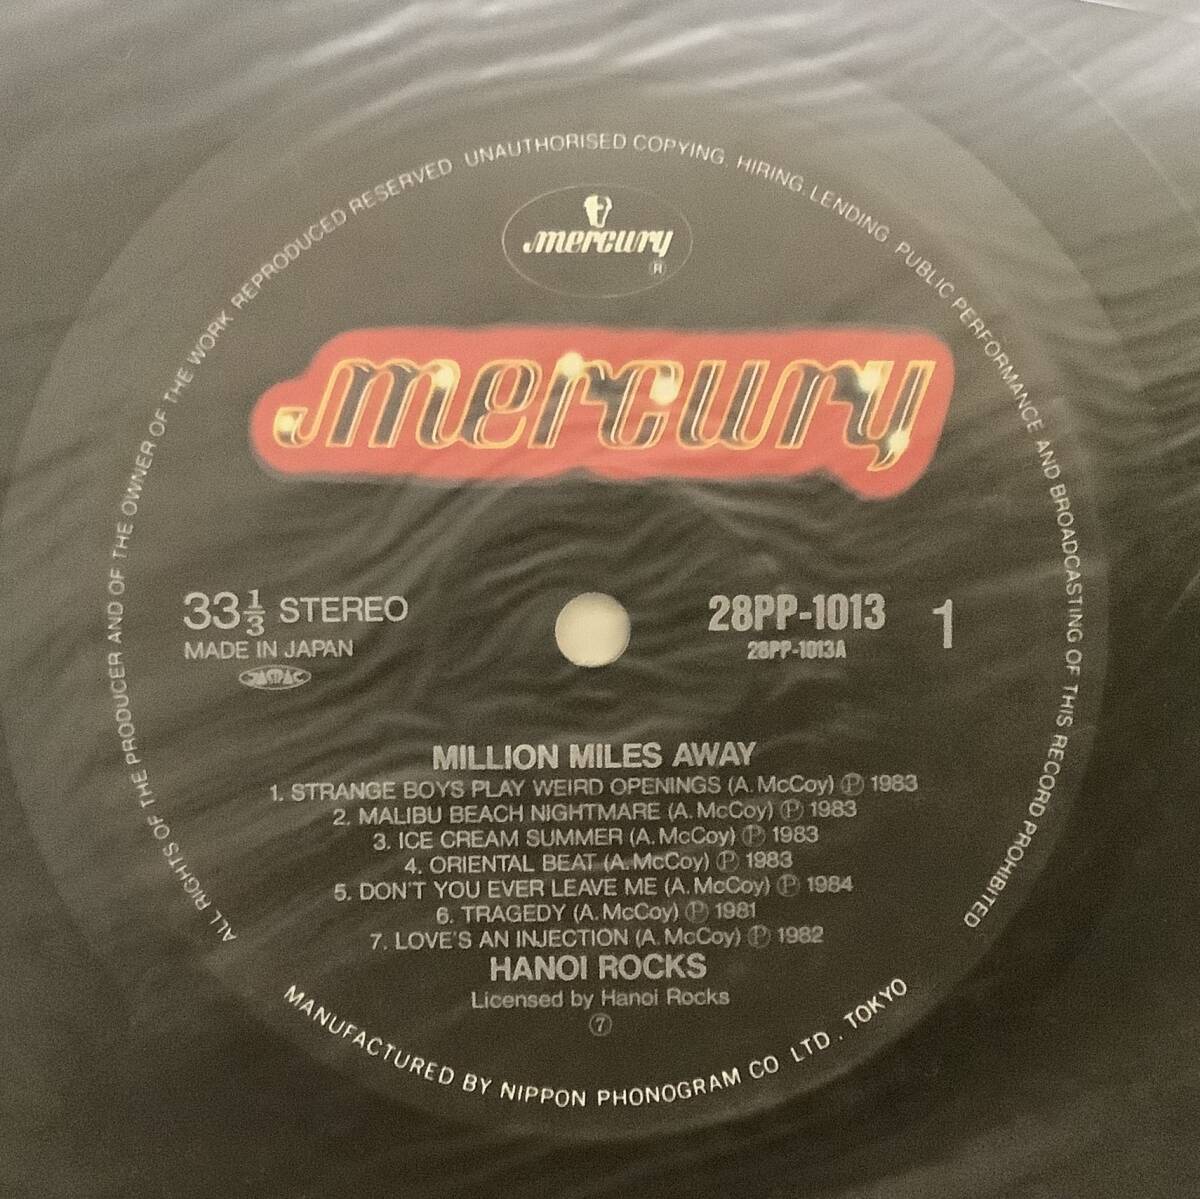 ALL RIGHTS OF THE PRODUCER AND OF THE OWNER OF THE WORK REPRODUCED RESERVED. UNAUTHORISED COPYING, HIRING, LENDING, PUBLIC PERFORMANCE AND BROADCASTING OF THIS RECORD PROHIBITED
mercury
R
mercury
33 1/3 STEREO
MADE IN JAPAN
JASRAC
28PP-1013
28PP-1013A
1
MILLION MILES AWAY
1. STRANGE BOYS PLAY WEIRD OPENINGS (A. McCoy) Ⓟ 1983
2. MALIBU BEACH NIGHTMARE (A. McCoy) Ⓟ 1983
3. ICE CREAM SUMMER (A. McCoy) Ⓟ 1983
4. ORIENTAL BEAT (A. McCoy) Ⓟ 1983
5. DON'T YOU EVER LEAVE ME (A. McCoy) Ⓟ 1984
6. TRAGEDY (A. McCoy) Ⓟ 1981
7. LOVE'S AN INJECTION (A. McCoy) Ⓟ 1982
HANOI ROCKS
Licensed by Hanoi Rocks
⑦
MANUFACTURED BY NIPPON PHONOGRAM CO LTD. TOKYO